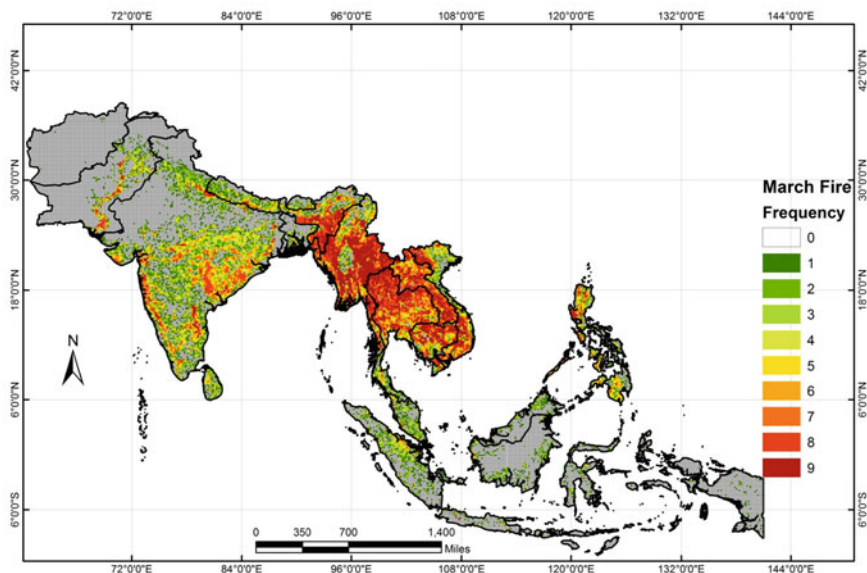 72°0'0"E 84°0'0"E 96°0'0"E 108°0'0"E 120°0'0"E 132°0'0"E 144°0'0"E
42°0'0"N 42°0'0"N
30°0'0"N 30°0'0"N
18°0'0"N 18°0'0"N
6°0'0"N 6°0'0"N
6°0'0"S 6°0'0"S
March Fire
Frequency
0
1
2
3
4
5
6
7
8
9
N
0 350 700 1,400
Miles
72°0'0"E 84°0'0"E 96°0'0"E 108°0'0"E 120°0'0"E 132°0'0"E 144°0'0"E